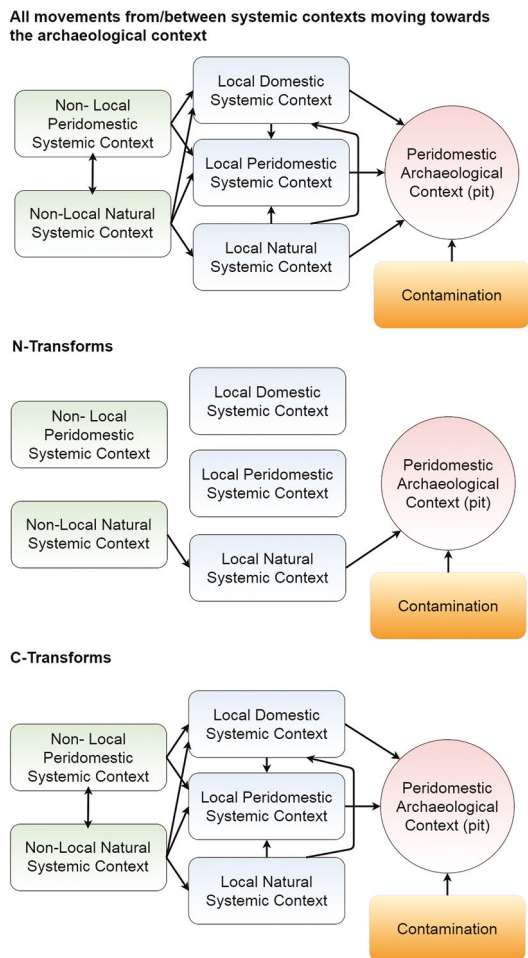 All movements from/between systemic contexts moving towards
the archaeological context
Non- Local
Peridomestic
Systemic Context
Non-Local Natural
Systemic Context
Local Domestic
Systemic Context
Local Peridomestic
Systemic Context
Local Natural
Systemic Context
Peridomestic
Archaeological
Context (pit)
Contamination
N-Transforms
Non- Local
Peridomestic
Systemic Context
Non-Local Natural
Systemic Context
Local Domestic
Systemic Context
Local Peridomestic
Systemic Context
Local Natural
Systemic Context
Peridomestic
Archaeological
Context (pit)
Contamination
C-Transforms
Non- Local
Peridomestic
Systemic Context
Non-Local Natural
Systemic Context
Local Domestic
Systemic Context
Local Peridomestic
Systemic Context
Local Natural
Systemic Context
Peridomestic
Archaeological
Context (pit)
Contamination